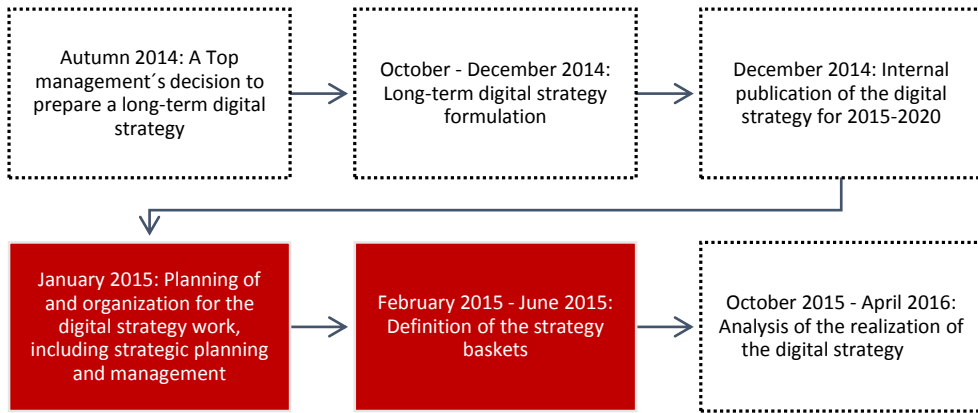 Autumn 2014: A Top
management´s decision to
prepare a long-term digital
strategy
October - December 2014:
Long-term digital strategy
formulation
December 2014: Internal
publication of the digital
strategy for 2015-2020
January 2015: Planning of
and organization for the
digital strategy work,
including strategic planning
and management
February 2015 - June 2015:
Definition of the strategy
baskets
October 2015 - April 2016:
Analysis of the realization of
the digital strategy